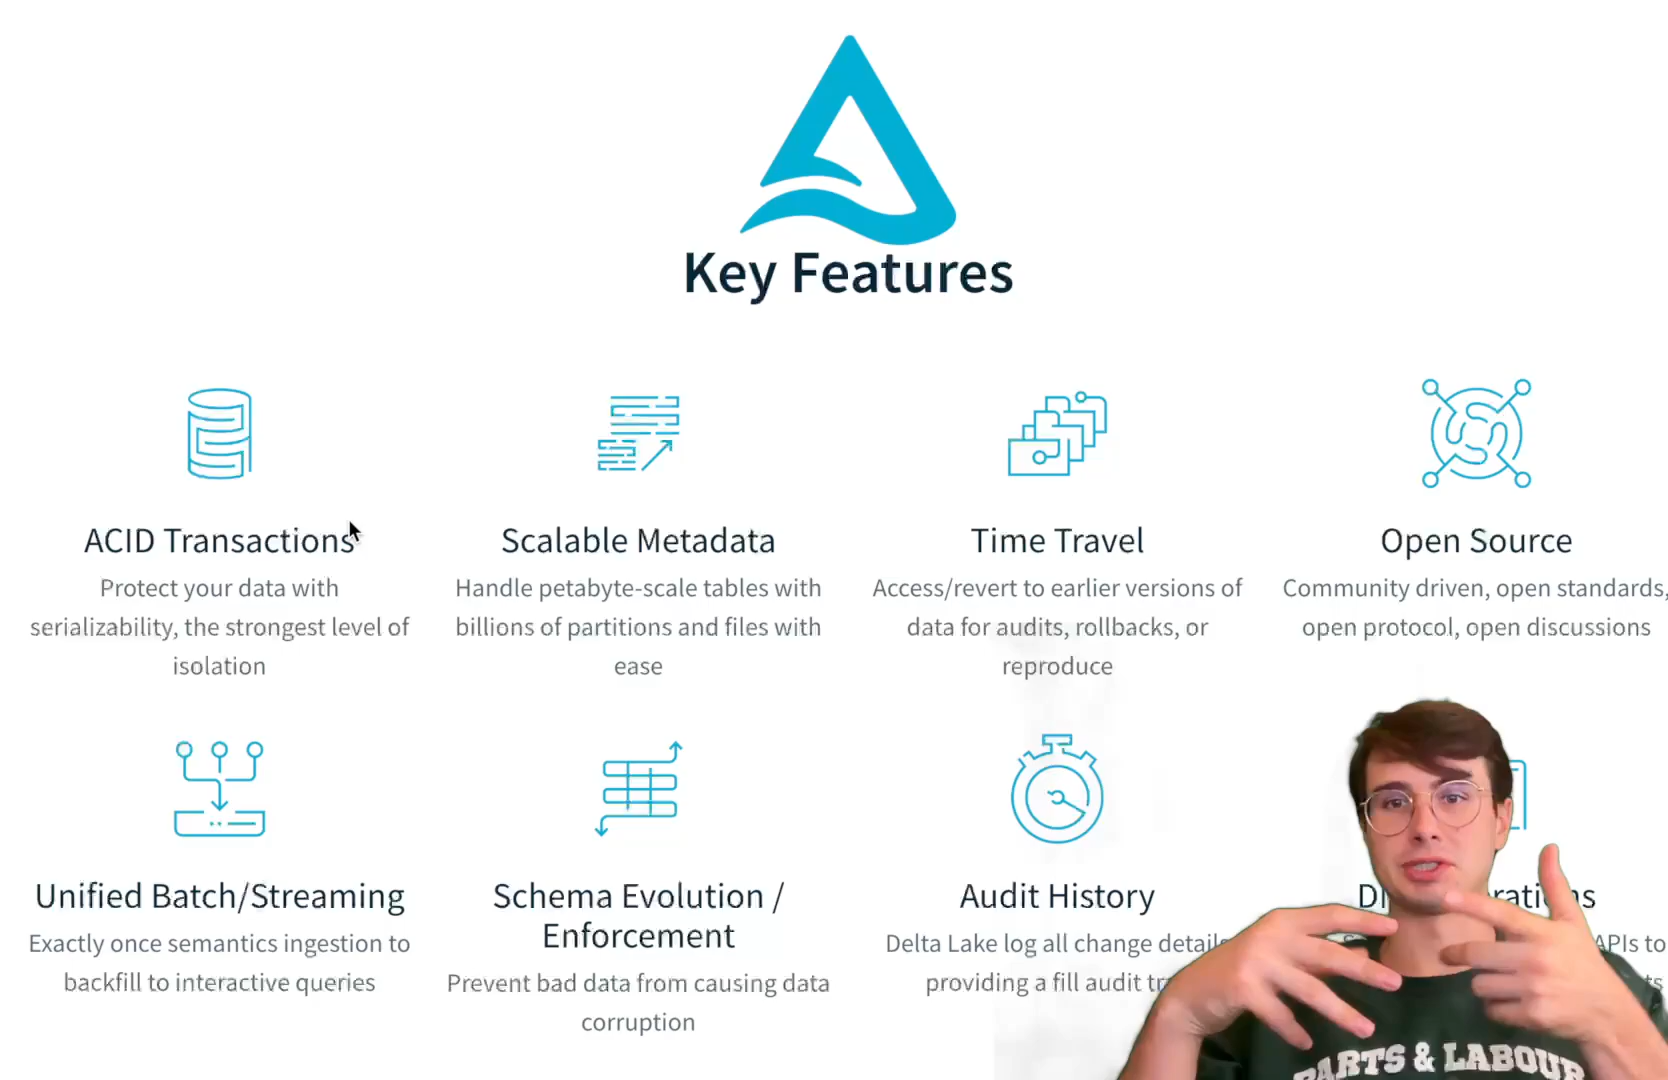 Key Features
ACID Transactions
Protect your data with
serializability, the strongest level of
isolation
Scalable Metadata
Handle petabyte-scale tables with
billions of partitions and files with
ease
Time Travel
Access/revert to earlier versions of
data for audits, rollbacks, or
reproduce
Open Source
Community driven, open standards,
open protocol, open discussions
Unified Batch/Streaming
Exactly once semantics ingestion to
backfill to interactive queries
Schema Evolution /
Enforcement
Prevent bad data from causing data
corruption
Audit History
Delta Lake log all change details
providing a fill audit
APIs to
PARTS & LABOUR